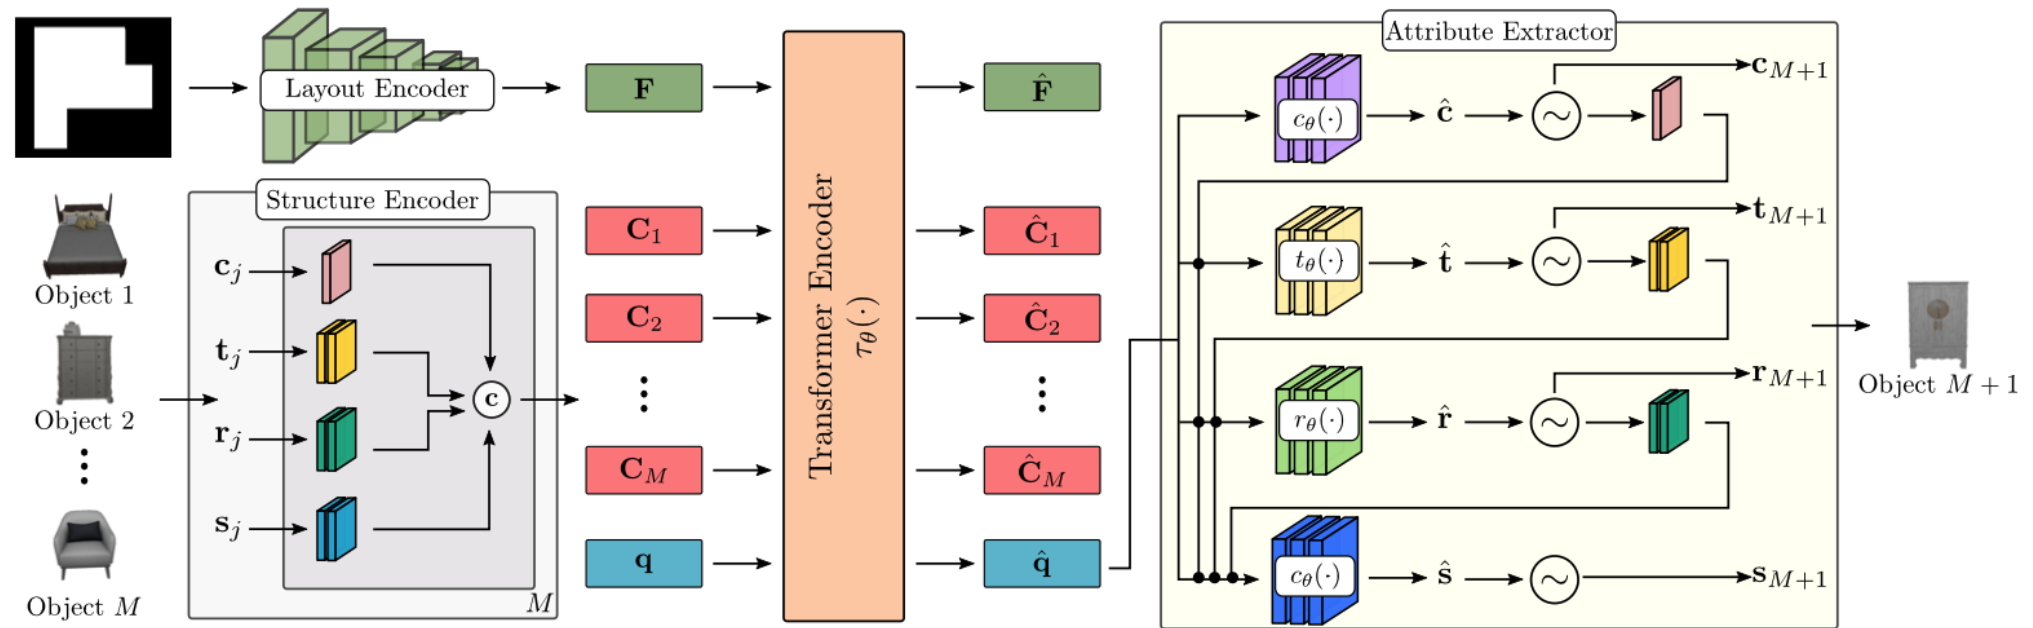 Layout Encoder
F
F̂
Attribute Extractor
c_θ(·)
ĉ
∼
c_{M+1}
Object 1
Object 2
⋮
Object M
Structure Encoder
c_j
t_j
r_j
s_j
c
M
C_1
C_2
⋮
C_M
q
Transformer Encoder
τ_θ(·)
Ĉ_1
Ĉ_2
⋮
Ĉ_M
q̂
t_θ(·)
t̂
∼
t_{M+1}
r_θ(·)
r̂
∼
r_{M+1}
c_θ(·)
ŝ
∼
s_{M+1}
Object M + 1